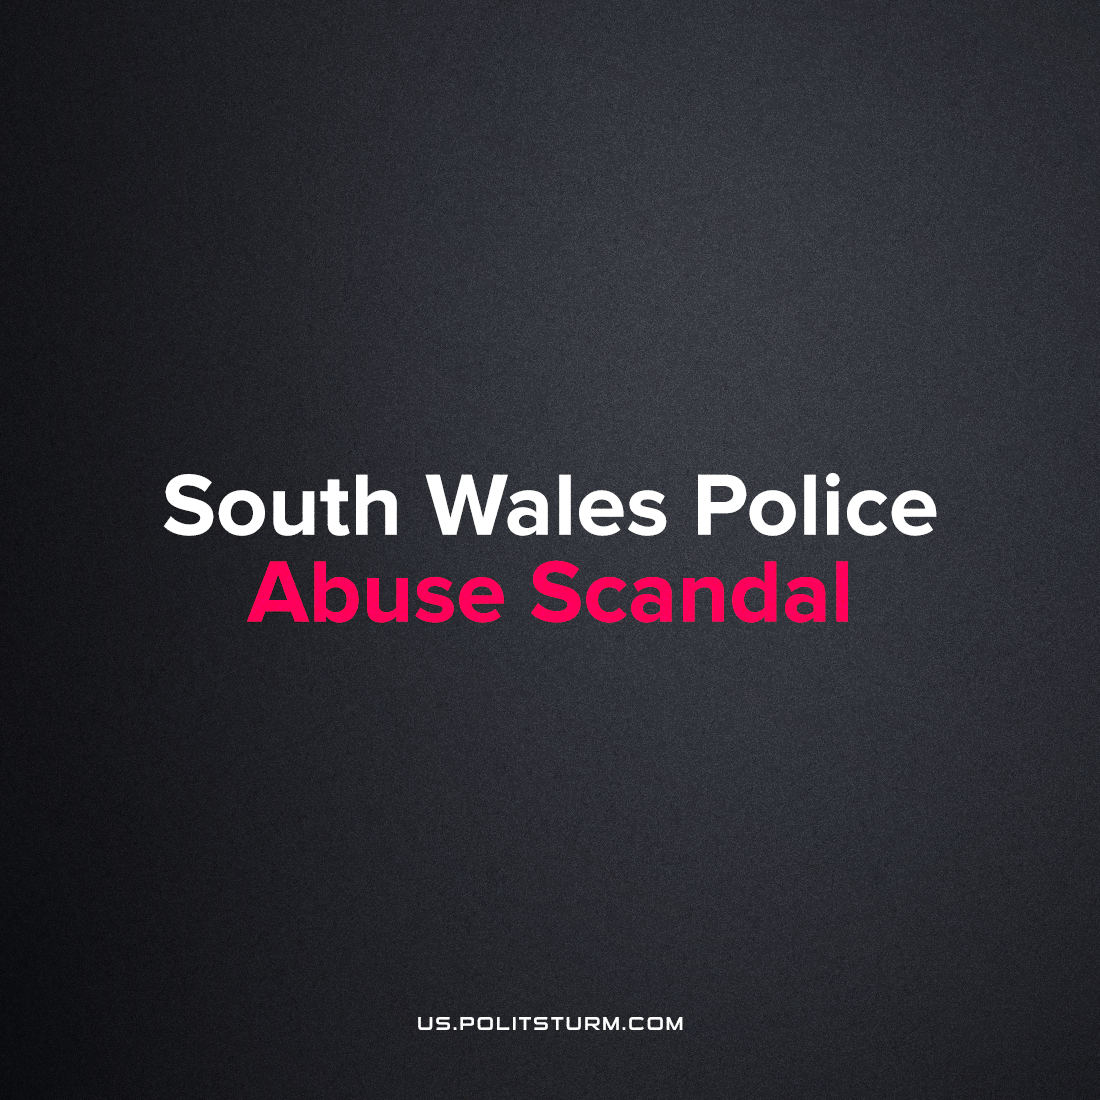 South Wales Police
Abuse Scandal
US.POLITSTURM.COM